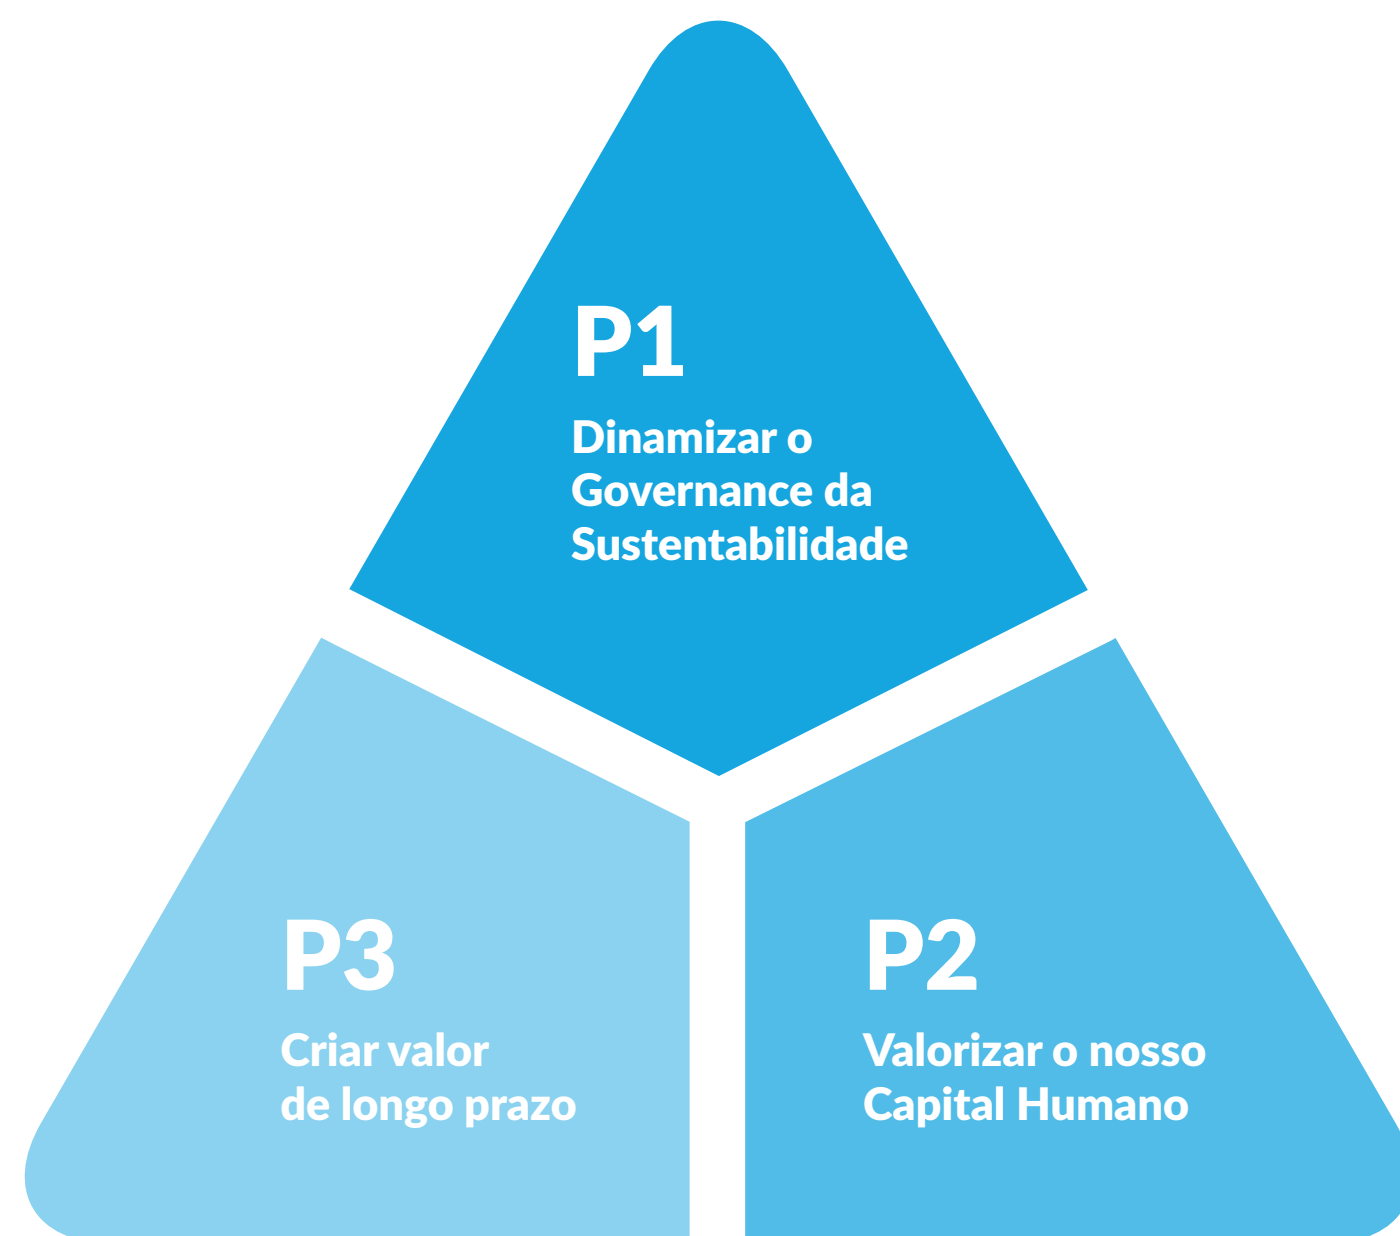 P1
Dinamizar o
Governance da
Sustentabilidade
P3
Criar valor
de longo prazo
P2
Valorizar o nosso
Capital Humano